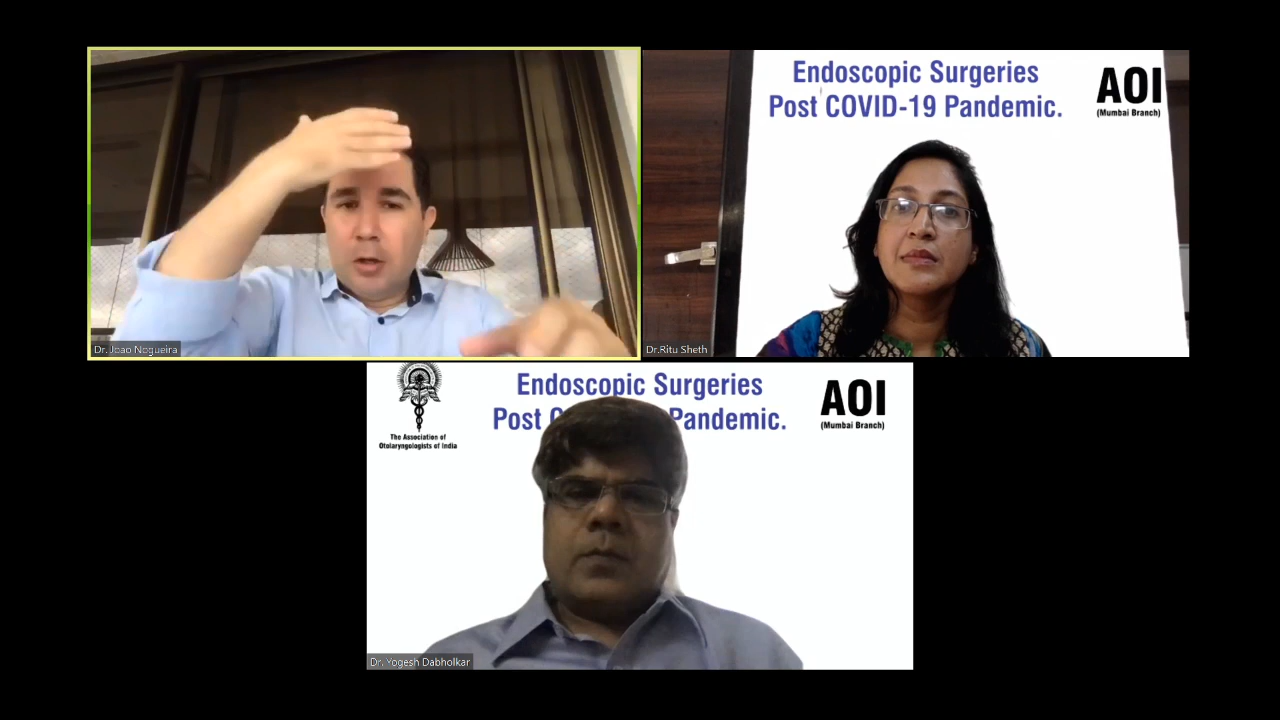 Endoscopic Surgeries
Post COVID-19 Pandemic.
AOI
(Mumbai Branch)
Dr. Joao Nogueira
Dr.Ritu Sheth
The Association of
Otolaryngologists of India
Endoscopic Surgeries
Post Pandemic.
AOI
(Mumbai Branch)
Dr. Yogesh Dabholkar